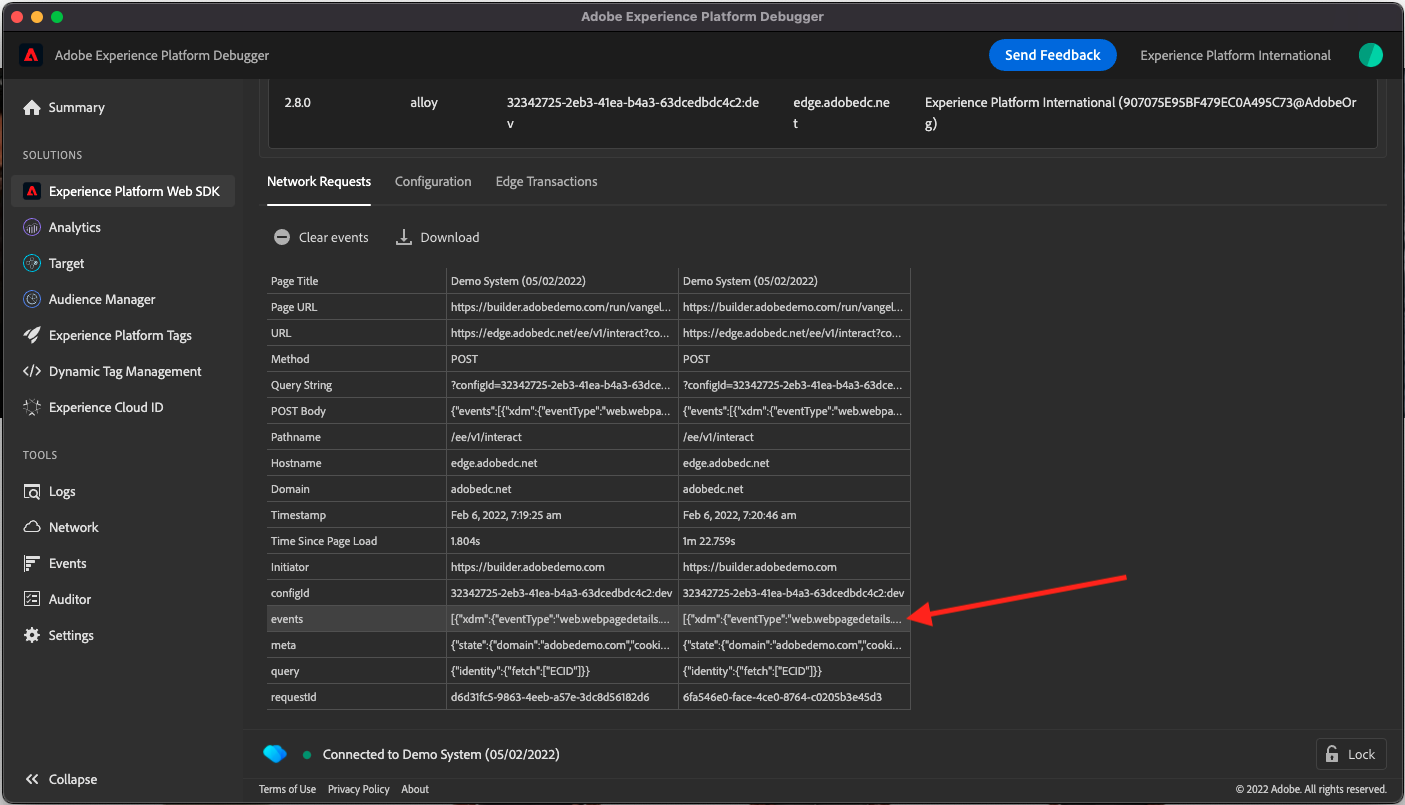 Adobe Experience Platform Debugger
Adobe Experience Platform Debugger
Send Feedback
Experience Platform International
Summary
SOLUTIONS
Experience Platform Web SDK
Analytics
Target
Audience Manager
Experience Platform Tags
Dynamic Tag Management
Experience Cloud ID
TOOLS
Logs
Network
Events
Auditor
Settings
Collapse
2.8.0 alloy 32342725-2eb3-41ea-b4a3-63dcedbdc4c2:de edge.adobedc.ne Experience Platform International (907075E95BF479EC0A495C73@AdobeOr
v t g)
Network Requests Configuration Edge Transactions
Clear events Download
Page Title Demo System (05/02/2022) Demo System (05/02/2022)
Page URL https://builder.adobedemo.com/run/vangel... https://builder.adobedemo.com/run/vangel...
URL https://edge.adobedc.net/ee/v1/interact?co... https://edge.adobedc.net/ee/v1/interact?co...
Method POST POST
Query String ?configId=32342725-2eb3-41ea-b4a3-63dce... ?configId=32342725-2eb3-41ea-b4a3-63dce...
POST Body {"events":[{"xdm":{"eventType":"web.webpa... {"events":[{"xdm":{"eventType":"web.webpa...
Pathname /ee/v1/interact /ee/v1/interact
Hostname edge.adobedc.net edge.adobedc.net
Domain adobedc.net adobedc.net
Timestamp Feb 6, 2022, 7:19:25 am Feb 6, 2022, 7:20:46 am
Time Since Page Load 1.804s 1m 22.759s
Initiator https://builder.adobedemo.com https://builder.adobedemo.com
configId 32342725-2eb3-41ea-b4a3-63dcedbdc4c2:dev 32342725-2eb3-41ea-b4a3-63dcedbdc4c2:dev
events [{"xdm":{"eventType":"web.webpagedetails.... [{"xdm":{"eventType":"web.webpagedetails....
meta {"state":{"domain":"adobedemo.com","cooki... {"state":{"domain":"adobedemo.com","cooki...
query {"identity":{"fetch":["ECID"]}} {"identity":{"fetch":["ECID"]}}
requestId d6d31fc5-9863-4eeb-a57e-3dc8d56182d6 6fa546e0-face-4ce0-8764-c0205b3e45d3
Connected to Demo System (05/02/2022)
Lock
Terms of Use Privacy Policy About
© 2022 Adobe. All rights reserved.